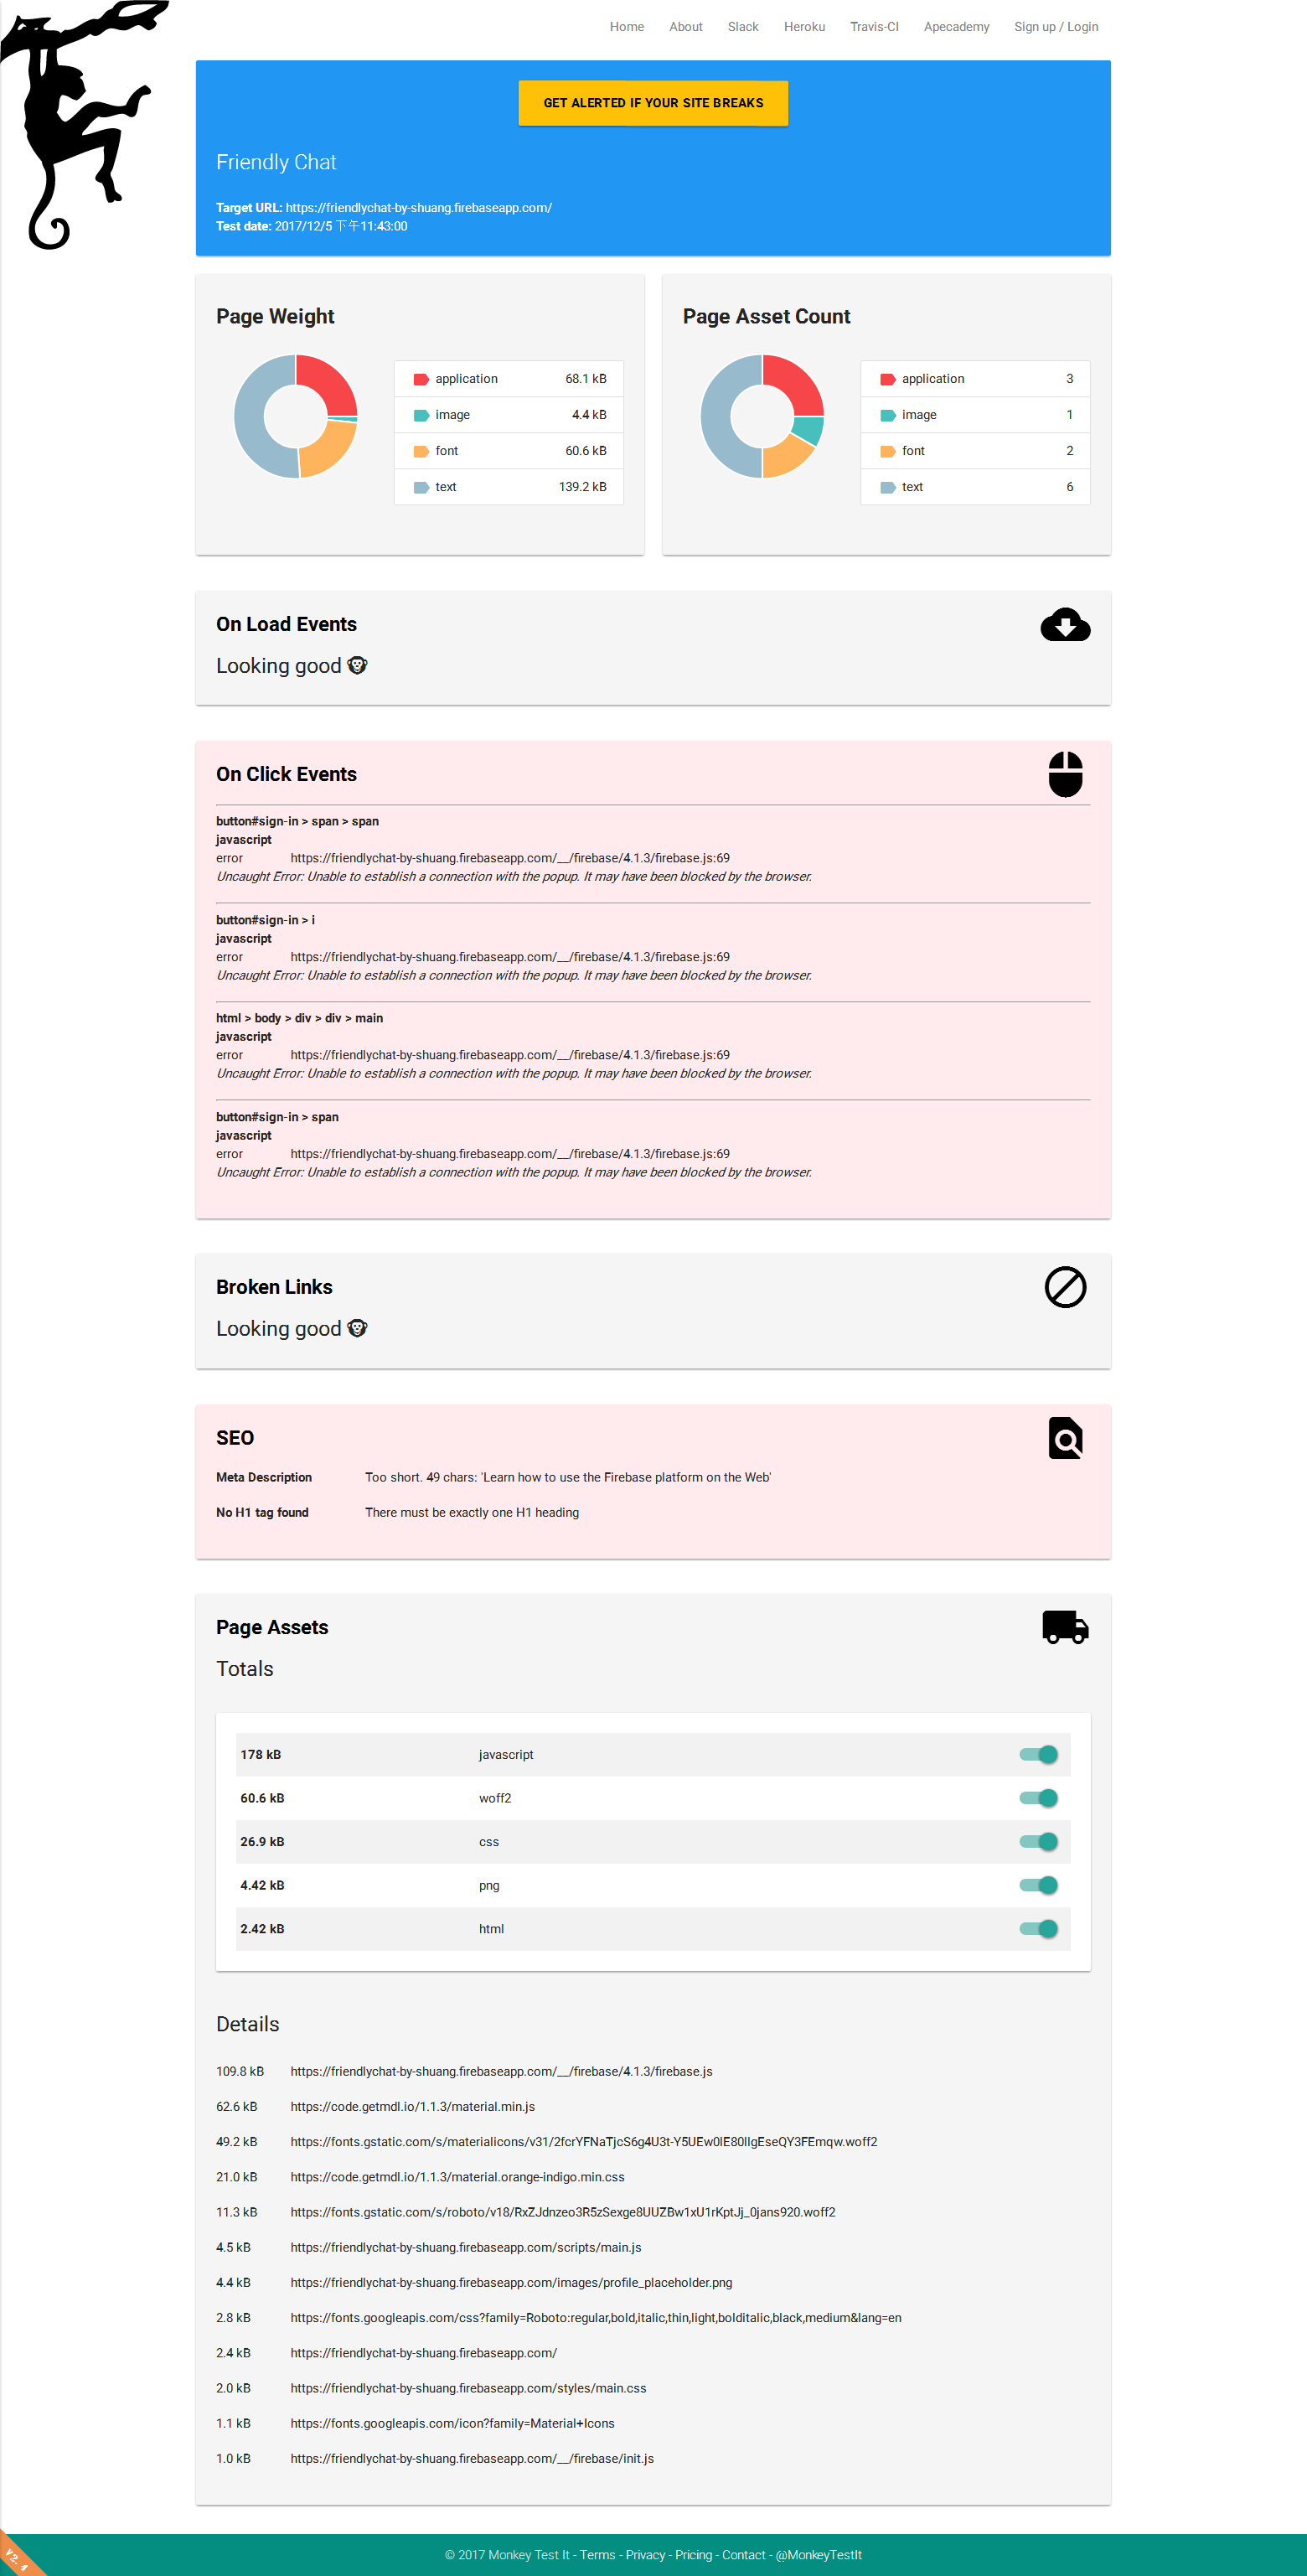 Home About Slack Heroku Travis-CI Apecademy Sign up / Login
GET ALERTED IF YOUR SITE BREAKS
Friendly Chat
Target URL: https://friendlychat-by-shuang.firebaseapp.com/
Test date: 2017/12/5 下午11:43:00
Page Weight
application 68.1 kB
image 4.4 kB
font 60.6 kB
text 139.2 kB
Page Asset Count
application 3
image 1
font 2
text 6
On Load Events
Looking good
On Click Events
button#sign-in > span > span
javascript
error https://friendlychat-by-shuang.firebaseapp.com/__/firebase/4.1.3/firebase.js:69
Uncaught Error: Unable to establish a connection with the popup. It may have been blocked by the browser.
button#sign-in > i
javascript
error https://friendlychat-by-shuang.firebaseapp.com/__/firebase/4.1.3/firebase.js:69
Uncaught Error: Unable to establish a connection with the popup. It may have been blocked by the browser.
html > body > div > div > main
javascript
error https://friendlychat-by-shuang.firebaseapp.com/__/firebase/4.1.3/firebase.js:69
Uncaught Error: Unable to establish a connection with the popup. It may have been blocked by the browser.
button#sign-in > span
javascript
error https://friendlychat-by-shuang.firebaseapp.com/__/firebase/4.1.3/firebase.js:69
Uncaught Error: Unable to establish a connection with the popup. It may have been blocked by the browser.
Broken Links
Looking good
SEO
Meta Description Too short. 49 chars: 'Learn how to use the Firebase platform on the Web'
No H1 tag found There must be exactly one H1 heading
Page Assets
Totals
178 kB javascript
60.6 kB woff2
26.9 kB css
4.42 kB png
2.42 kB html
Details
109.8 kB https://friendlychat-by-shuang.firebaseapp.com/__/firebase/4.1.3/firebase.js
62.6 kB https://code.getmdl.io/1.1.3/material.min.js
49.2 kB https://fonts.gstatic.com/s/materialicons/v31/2fcrYFNaTjcS6g4U3t-Y5UEw0lE80llgEseQY3FEmqw.woff2
21.0 kB https://code.getmdl.io/1.1.3/material.orange-indigo.min.css
11.3 kB https://fonts.gstatic.com/s/roboto/v18/RxZJdnzeo3R5zSexge8UUZBw1xU1rKptJj_0jans920.woff2
4.5 kB https://friendlychat-by-shuang.firebaseapp.com/scripts/main.js
4.4 kB https://friendlychat-by-shuang.firebaseapp.com/images/profile_placeholder.png
2.8 kB https://fonts.googleapis.com/css?family=Roboto:regular,bold,italic,thin,light,bolditalic,black,medium&lang=en
2.4 kB https://friendlychat-by-shuang.firebaseapp.com/
2.0 kB https://friendlychat-by-shuang.firebaseapp.com/styles/main.css
1.1 kB https://fonts.googleapis.com/icon?family=Material+Icons
1.0 kB https://friendlychat-by-shuang.firebaseapp.com/__/firebase/init.js
V2.4
© 2017 Monkey Test It - Terms - Privacy - Pricing - Contact - @MonkeyTestIt